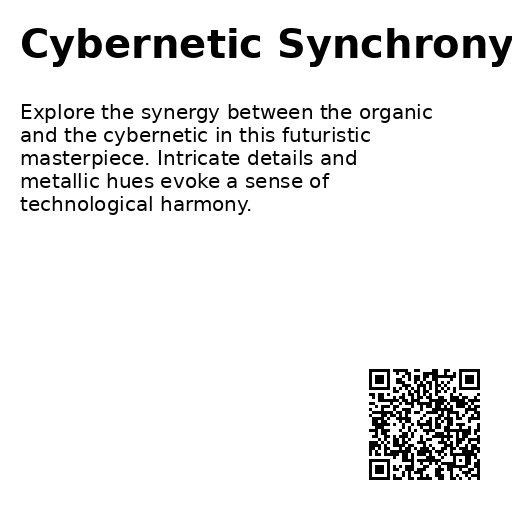 Cybernetic Synchrony
Explore the synergy between the organic
and the cybernetic in this futuristic
masterpiece. Intricate details and
metallic hues evoke a sense of
technological harmony.